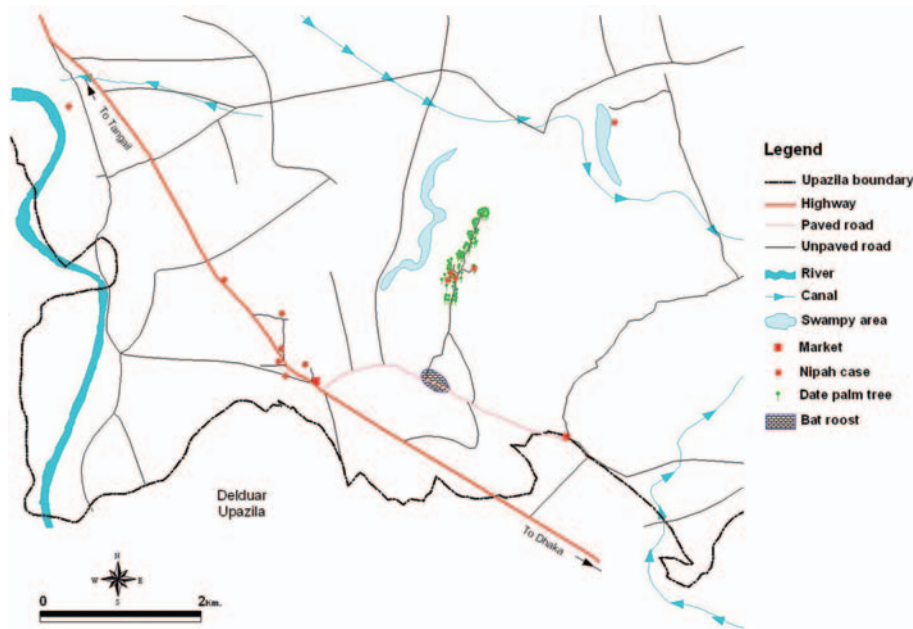 To Tangail
Legend
Upazila boundary
Highway
Paved road
Unpaved road
River
Canal
Swampy area
Market
Nipah case
Date palm tree
Bat roost
Delduar
Upazila
To Dhaka
N
W E
S
0 2Km.